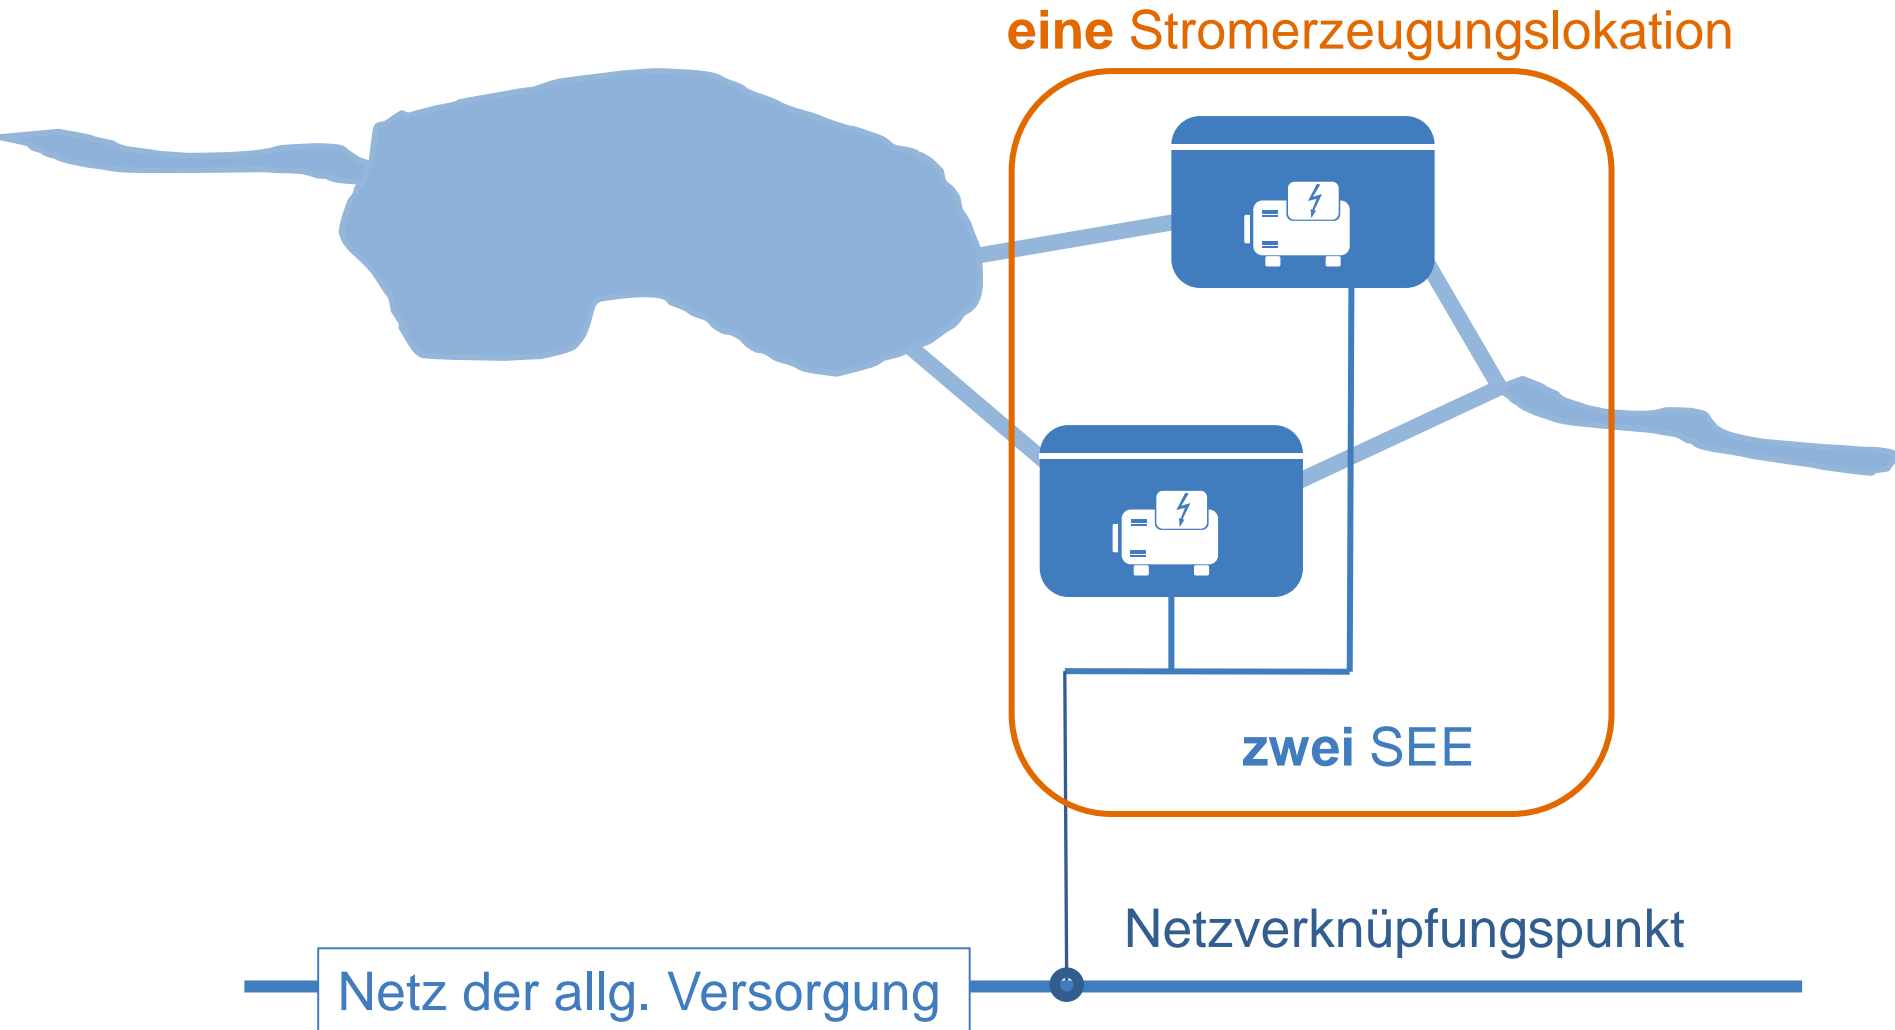 eine Stromerzeugungslokation
zwei SEE
Netzverknüpfungspunkt
Netz der allg. Versorgung